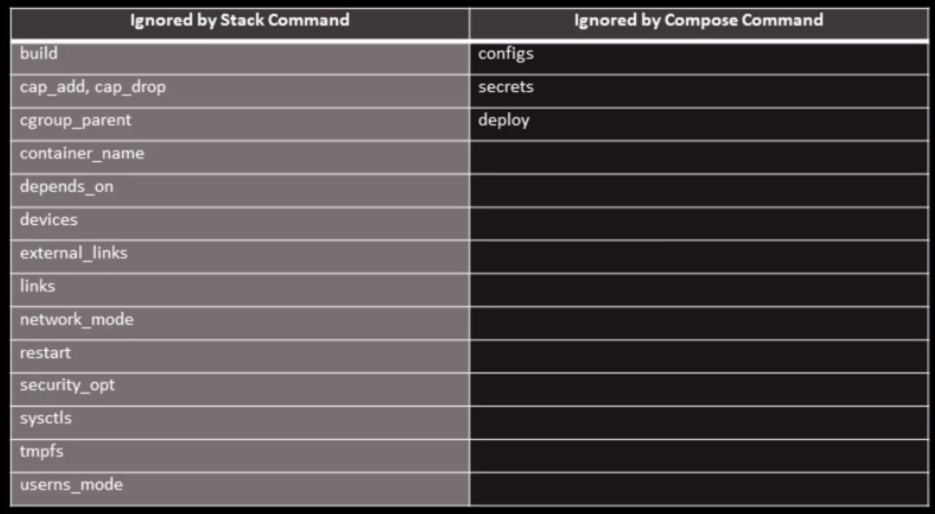 Ignored by Stack Command Ignored by Compose Command
build configs
cap_add, cap_drop secrets
cgroup_parent deploy
container_name
depends_on
devices
external_links
links
network_mode
restart
security_opt
sysctls
tmpfs
userns_mode